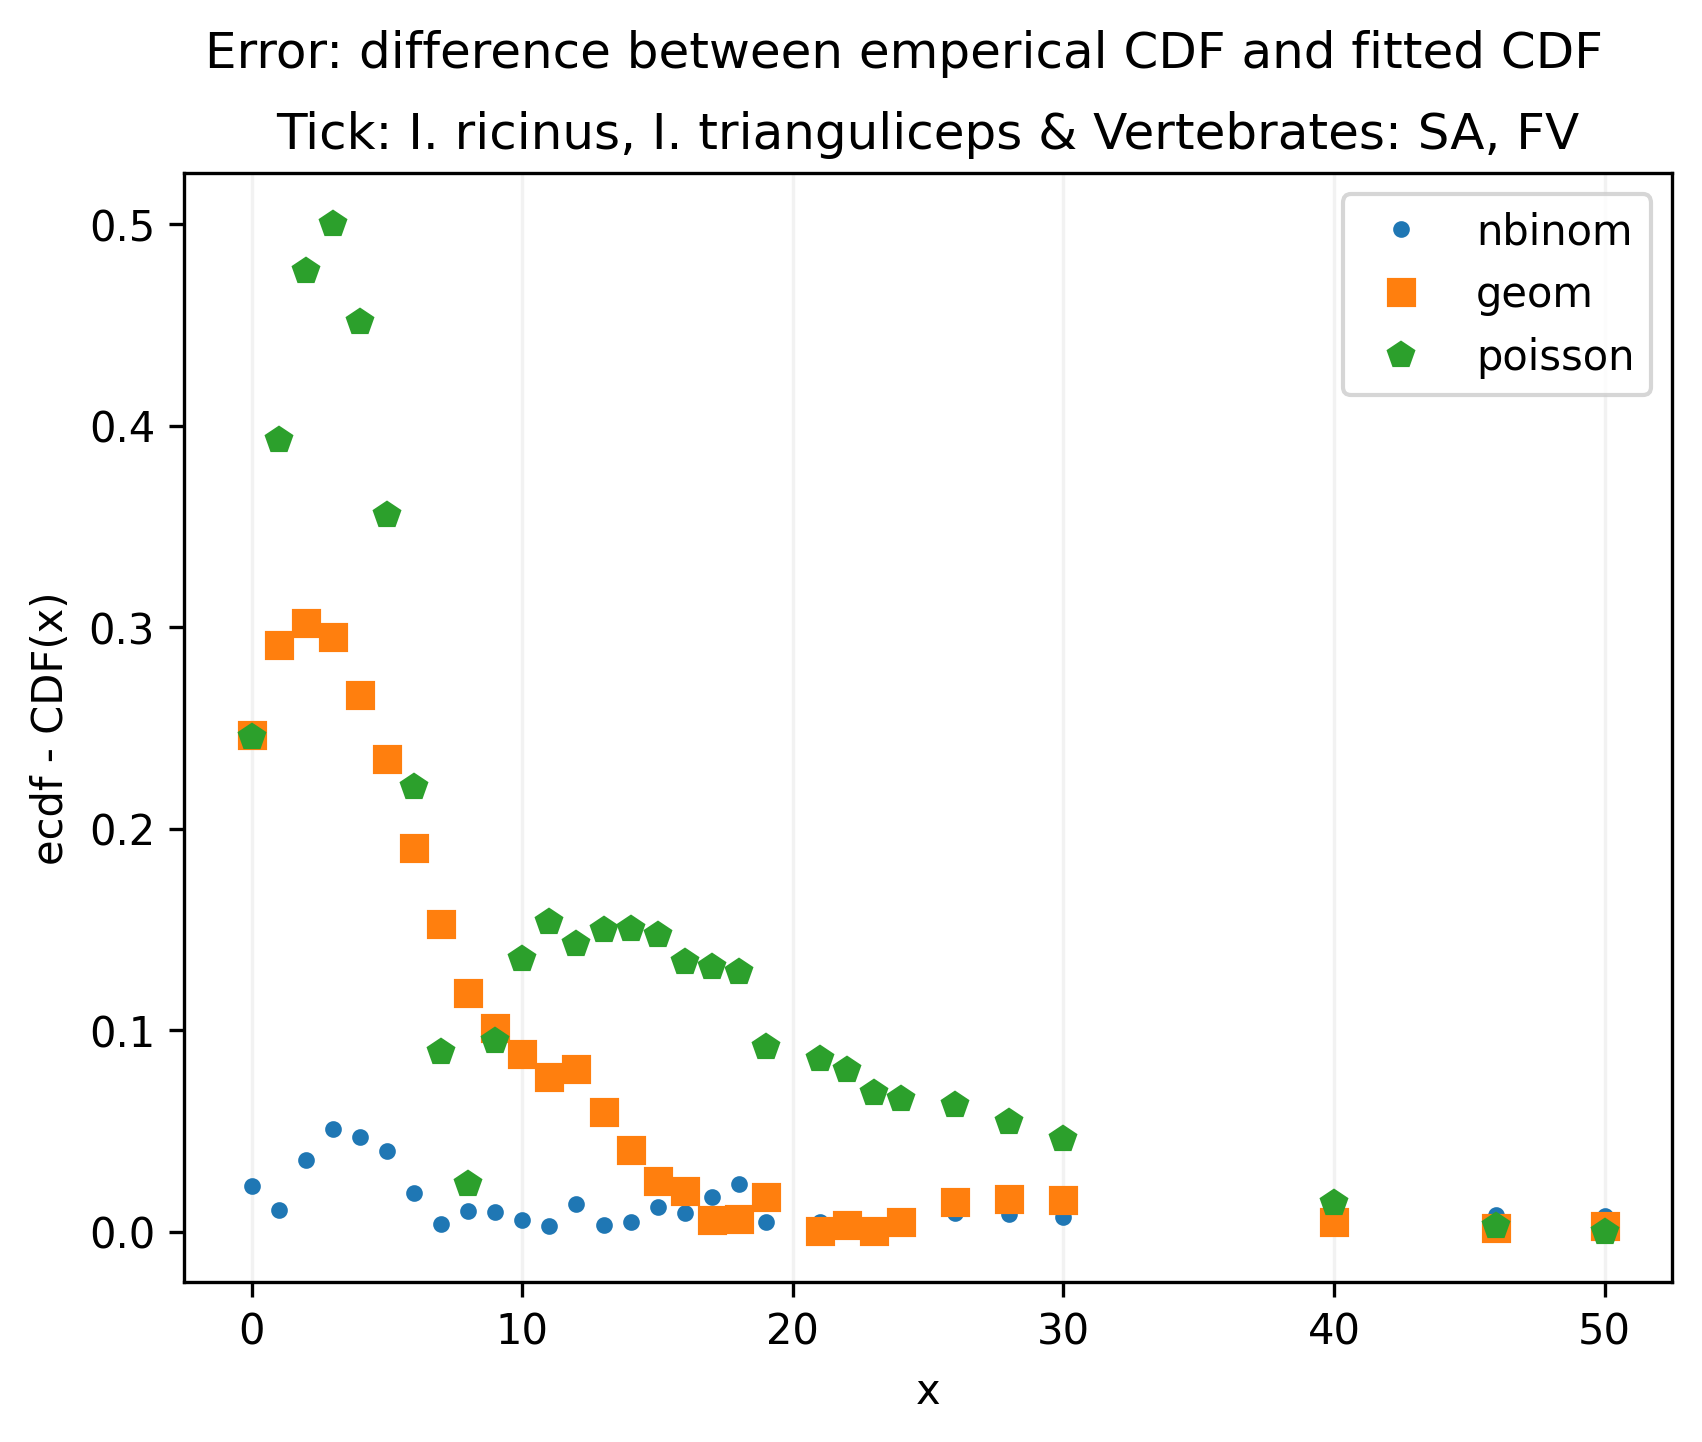 Error: difference between emperical CDF and fitted CDF
Tick: I. ricinus, I. trianguliceps & Vertebrates: SA, FV
nbinom
geom
poisson
0.5
0.4
0.3
0.2
0.1
0.0
ecdf - CDF(x)
0 10 20 30 40 50
x